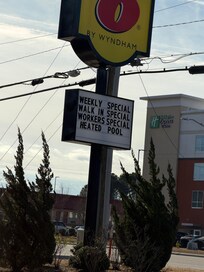 BY WYNDHAM
WEEKLY SPECIAL
WALK IN SPECIAL
WORKERS SPECIAL
HEATED POOL